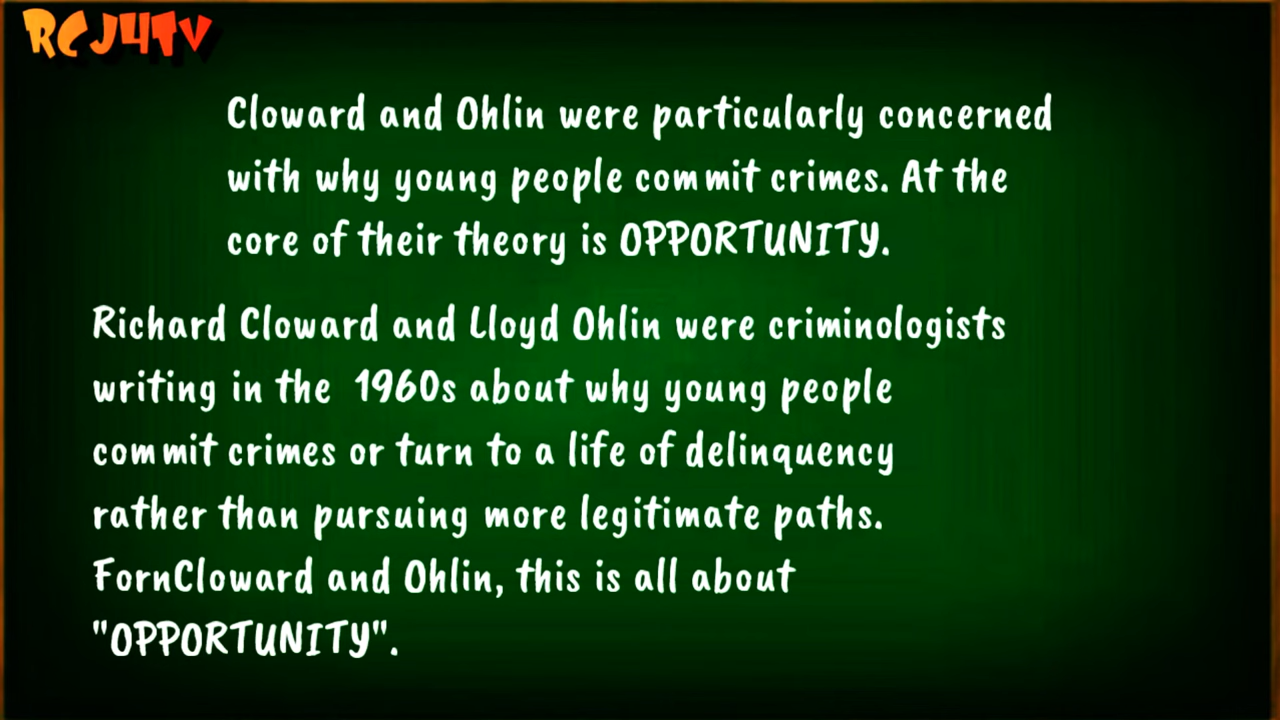 RCJ4TV
Cloward and Ohlin were particularly concerned
with why young people commit crimes. At the
core of their theory is OPPORTUNITY.
Richard Cloward and Lloyd Ohlin were criminologists
writing in the 1960s about why young people
commit crimes or turn to a life of delinquency
rather than pursuing more legitimate paths.
FornCloward and Ohlin, this is all about
"OPPORTUNITY".